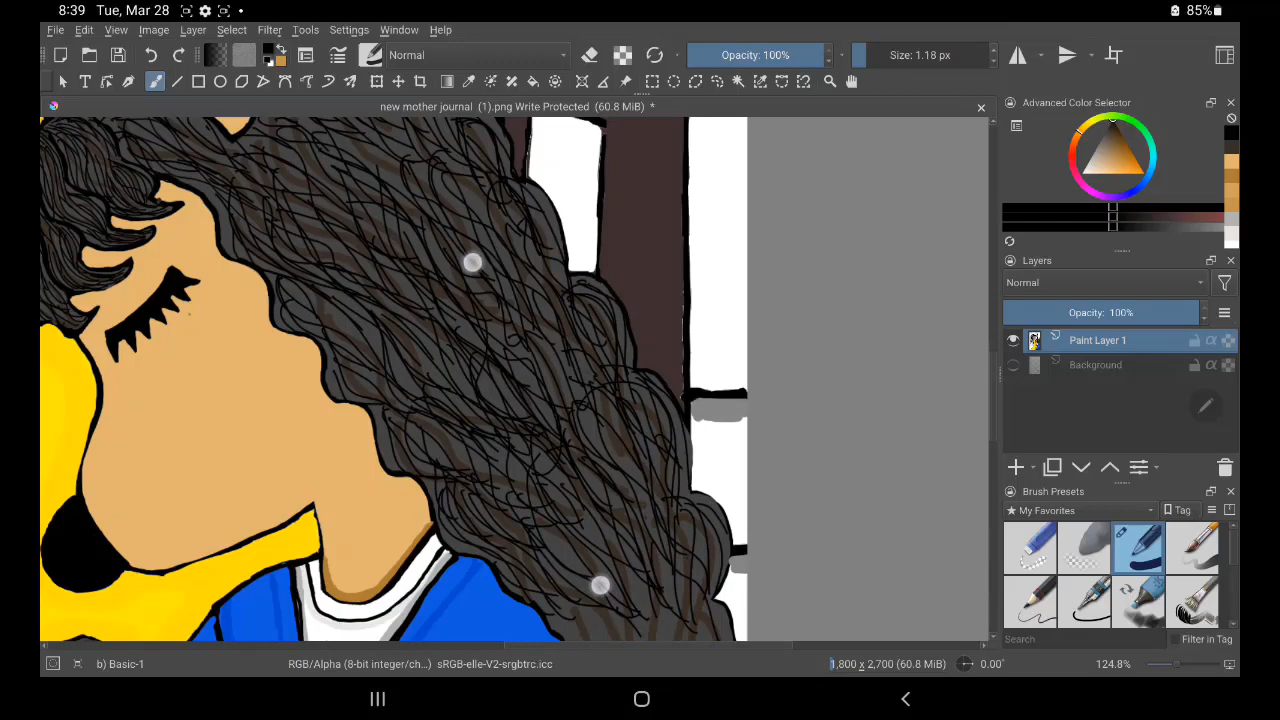 8:39 Tue, Mar 28
85%
File Edit View Image Layer Select Filter Tools Settings Window Help
Normal
Opacity: 100%
Size: 1.18 px
new mother journal (1).png Write Protected (60.8 MiB) *
Advanced Color Selector
Layers
Normal
Opacity: 100%
Paint Layer 1
Background
Brush Presets
★ My Favorites
Tag
Search
Filter in Tag
b) Basic-1
RGB/Alpha (8-bit integer/ch...) sRGB-elle-V2-srgbtrc.icc
1,800 x 2,700 (60.8 MiB)
0.00°
124.8%